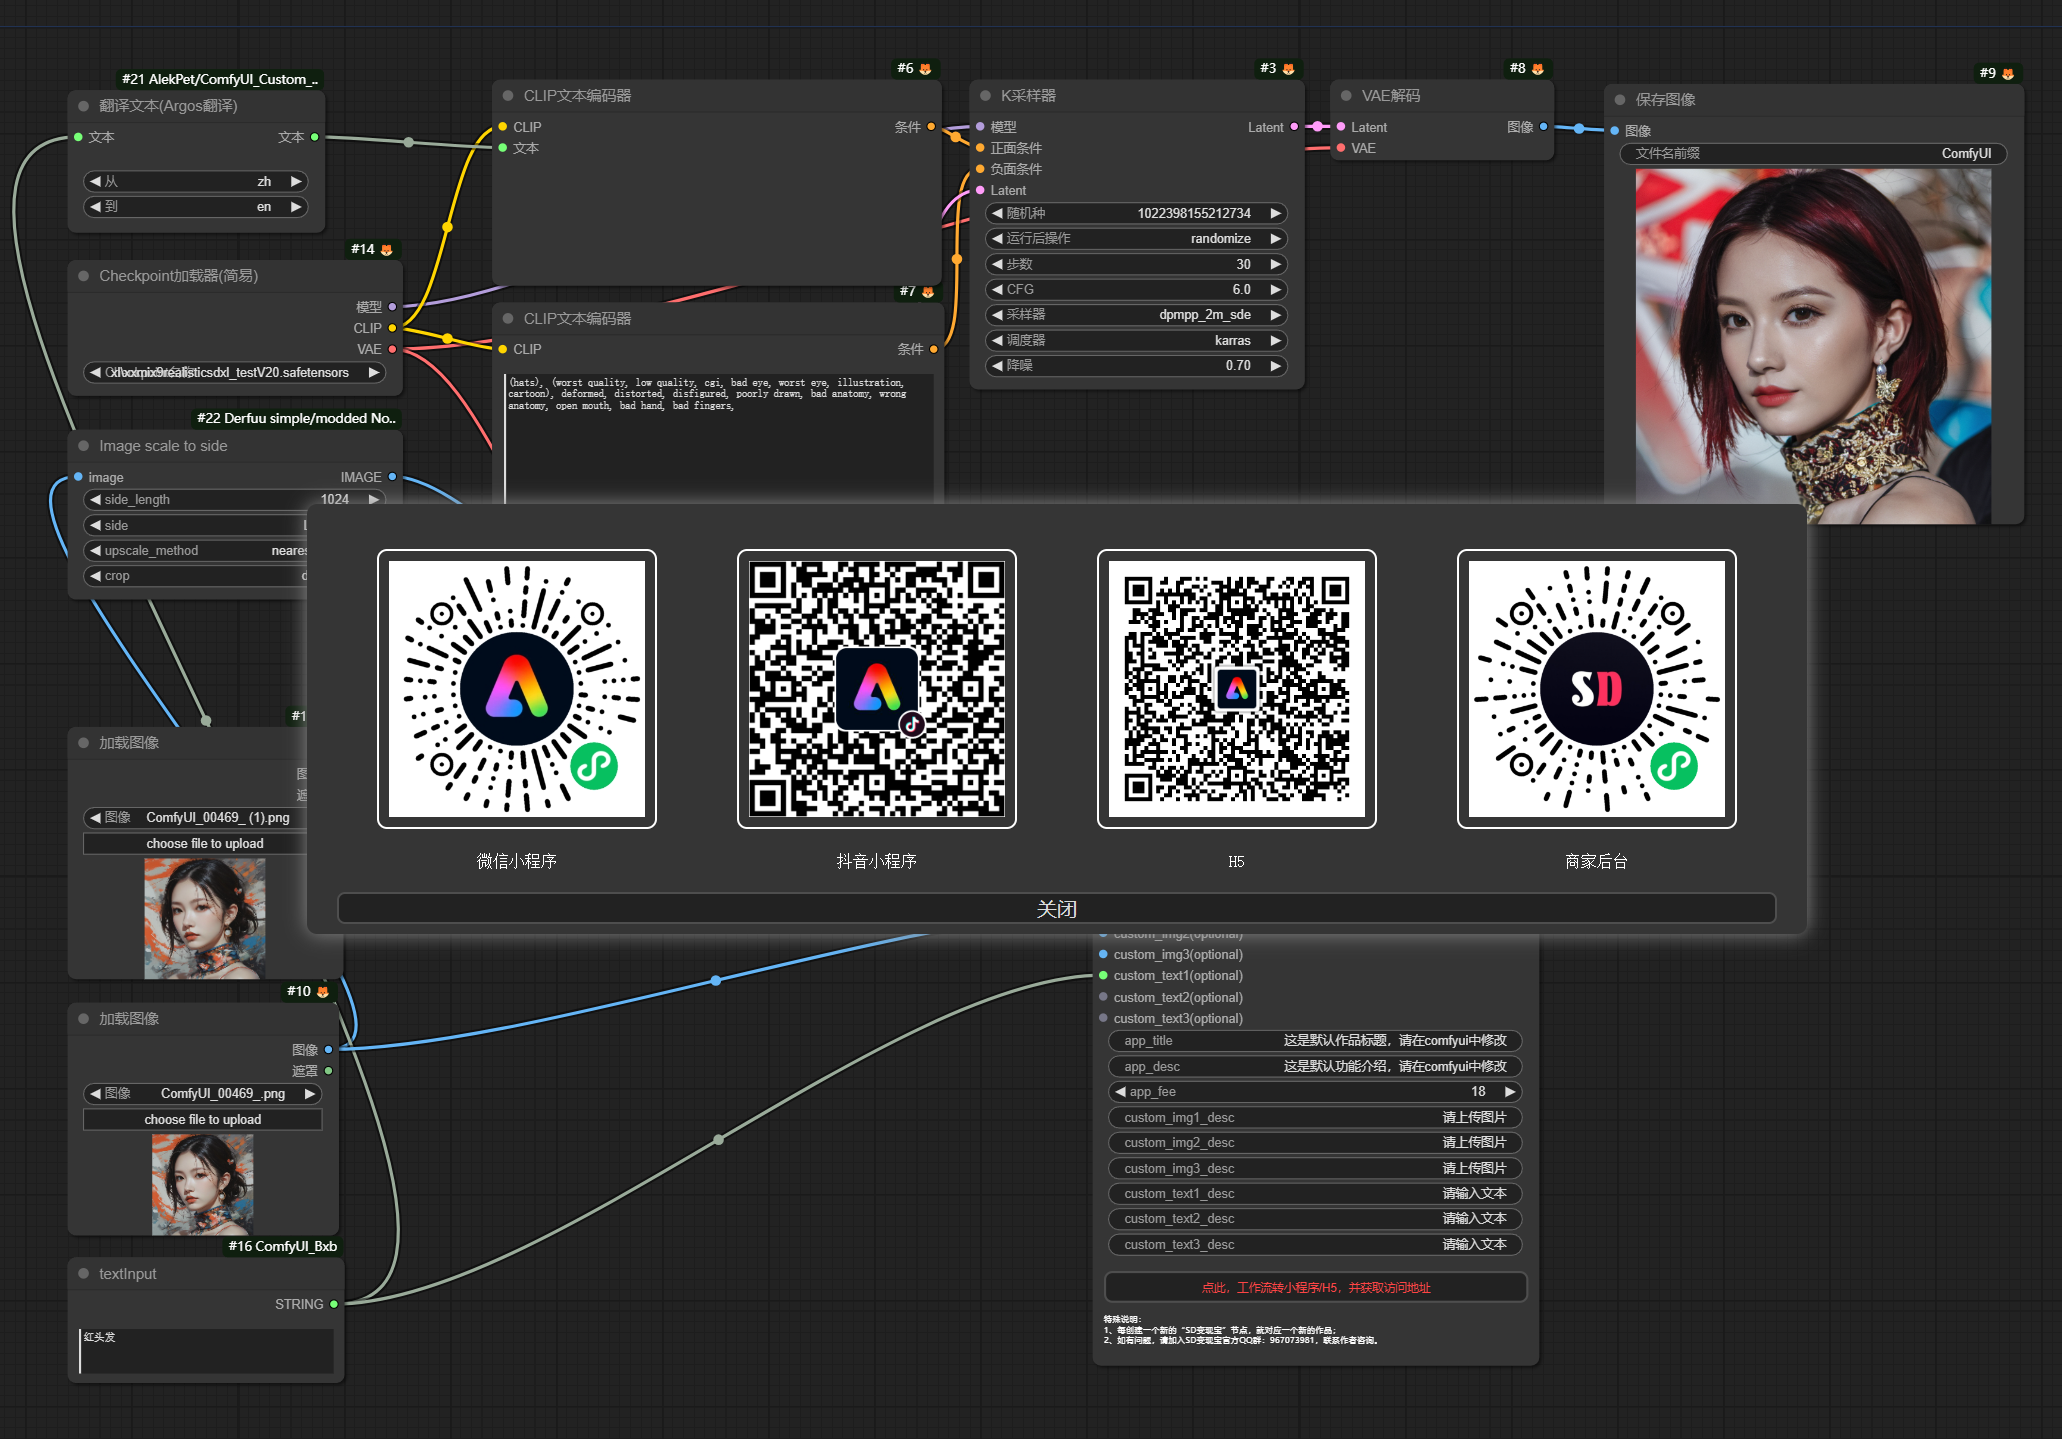 #21 AlekPet/ComfyUI_Custom_..
翻译文本(Argos翻译)
文本
文本
从
zh
到
en
#14
Checkpoint加载器(简易)
模型
CLIP
VAE
xlxxmix9realisticsdxl_testV20.safetensors
#22 Derfuu simple/modded No..
Image scale to side
image
IMAGE
side_length
1024
side
upscale_method
neares
crop
#6
CLIP文本编码器
CLIP
条件
文本
#7
CLIP文本编码器
CLIP
条件
(hats), (worst quality, low quality, cgi, bad eye, worst eye, illustration,
cartoon), deformed, distorted, disfigured, poorly drawn, bad anatomy, wrong
anatomy, open mouth, bad hand, bad fingers,
#3
K采样器
模型
Latent
正面条件
负面条件
Latent
随机种
1022398155212734
运行后操作
randomize
步数
30
CFG
6.0
采样器
dpmpp_2m_sde
调度器
karras
降噪
0.70
#8
VAE解码
Latent
图像
VAE
#9
保存图像
图像
文件名前缀
ComfyUI
SD
微信小程序
抖音小程序
H5
商家后台
关闭
#1
加载图像
图像
ComfyUI_00469_ (1).png
choose file to upload
#10
加载图像
图像
遮罩
图像
ComfyUI_00469_.png
choose file to upload
#16 ComfyUI_Bxb
textInput
STRING
红头发
custom_img2(optional)
custom_img3(optional)
custom_text1(optional)
custom_text2(optional)
custom_text3(optional)
app_title
这是默认作品标题，请在comfyui中修改
app_desc
这是默认功能介绍，请在comfyui中修改
app_fee
18
custom_img1_desc
请上传图片
custom_img2_desc
请上传图片
custom_img3_desc
请上传图片
custom_text1_desc
请输入文本
custom_text2_desc
请输入文本
custom_text3_desc
请输入文本
点此，工作流转小程序/H5，并获取访问地址
特殊说明：
1、每创建一个新的“SD变现宝”节点，就对应一个新的作品；
2、如有问题，请加入SD变现宝官方QQ群：967073981，联系作者咨询。